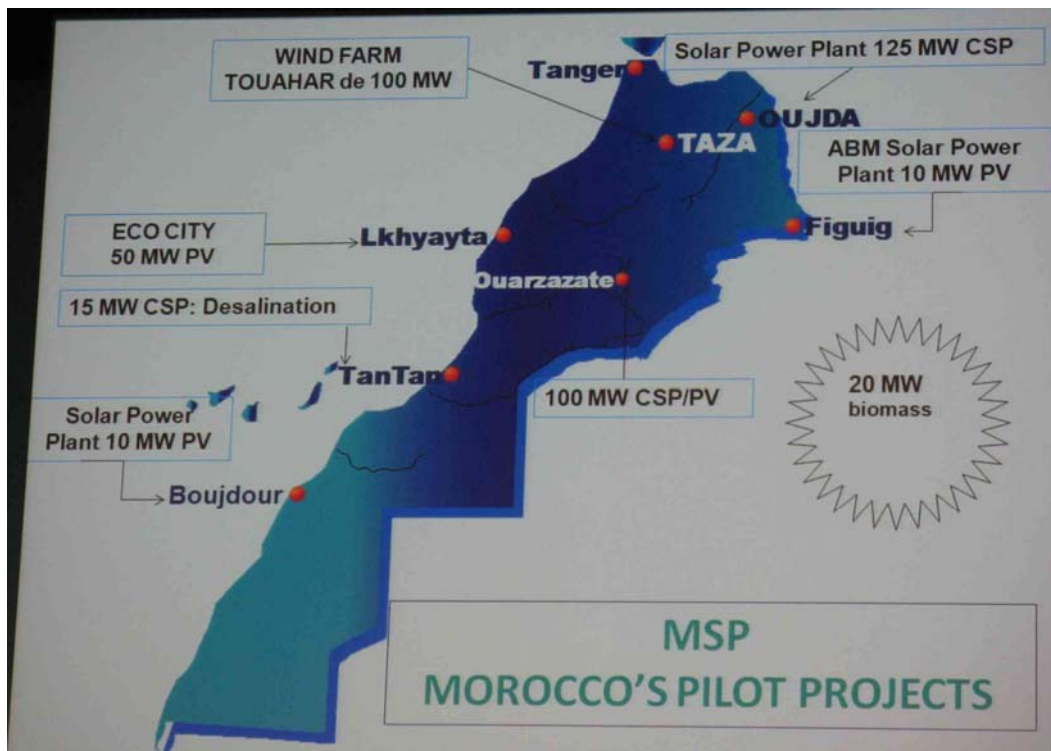 WIND FARM
TOUAHAR de 100 MW
Solar Power Plant 125 MW CSP
Tanger
OUJDA
TAZA
ABM Solar Power
Plant 10 MW PV
ECO CITY
50 MW PV
Lkhyayta
Figuig
Ouarzazate
15 MW CSP: Desalination
TanTan
100 MW CSP/PV
20 MW
biomass
Solar Power
Plant 10 MW PV
Boujdour
MSP
MOROCCO'S PILOT PROJECTS